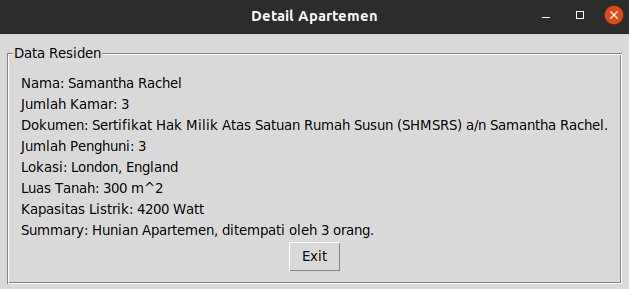 Detail Apartemen
Data Residen
Nama: Samantha Rachel
Jumlah Kamar: 3
Dokumen: Sertifikat Hak Milik Atas Satuan Rumah Susun (SHMSRS) a/n Samantha Rachel.
Jumlah Penghuni: 3
Lokasi: London, England
Luas Tanah: 300 m^2
Kapasitas Listrik: 4200 Watt
Summary: Hunian Apartemen, ditempati oleh 3 orang.
Exit